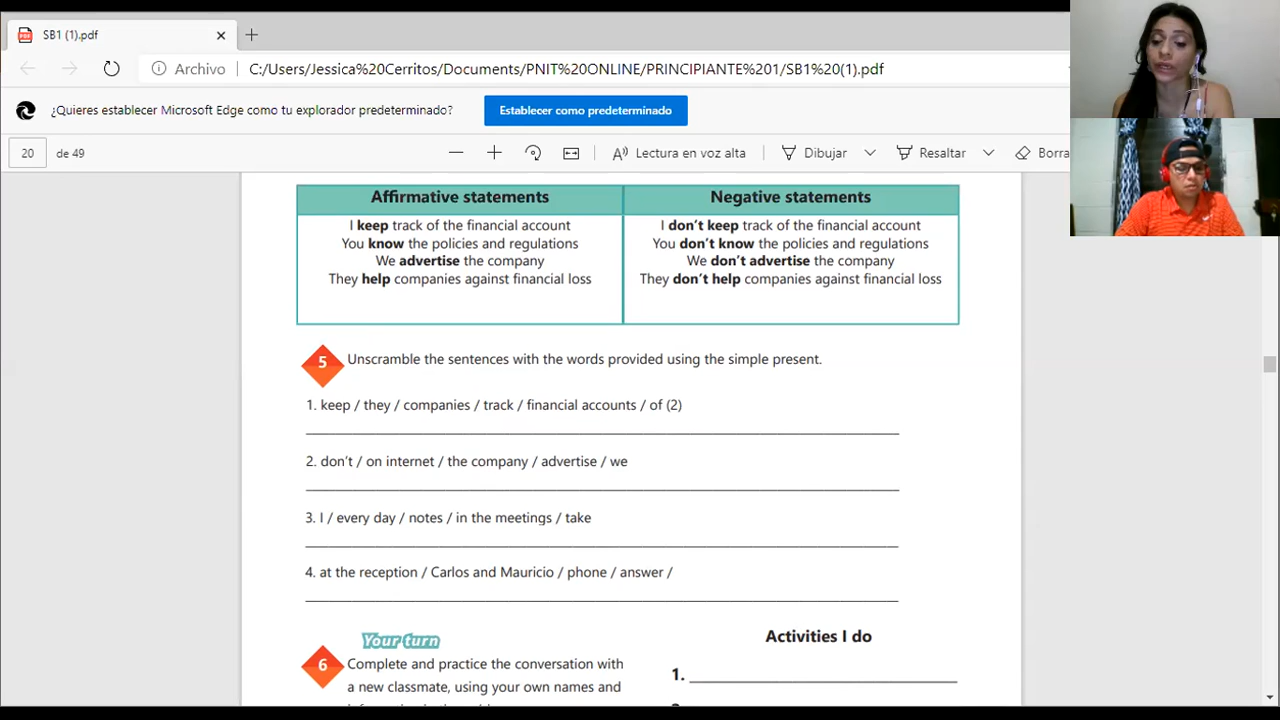 SB1 (1).pdf
Archivo C:/Users/Jessica%20Cerritos/Documents/PNIT%20ONLINE/PRINCIPIANTE%201/SB1%20(1).pdf
¿Quieres establecer Microsoft Edge como tu explorador predeterminado? Establecer como predeterminado
20 de 49 Lectura en voz alta Dibujar Resaltar Borra
Affirmative statements Negative statements
I keep track of the financial account I don't keep track of the financial account
You know the policies and regulations You don't know the policies and regulations
We advertise the company We don't advertise the company
They help companies against financial loss They don't help companies against financial loss
5 Unscramble the sentences with the words provided using the simple present.
1. keep / they / companies / track / financial accounts / of (2)
2. don't / on internet / the company / advertise / we
3. I / every day / notes / in the meetings / take
4. at the reception / Carlos and Mauricio / phone / answer /
Your turn Activities I do
6 Complete and practice the conversation with 1.
a new classmate, using your own names and